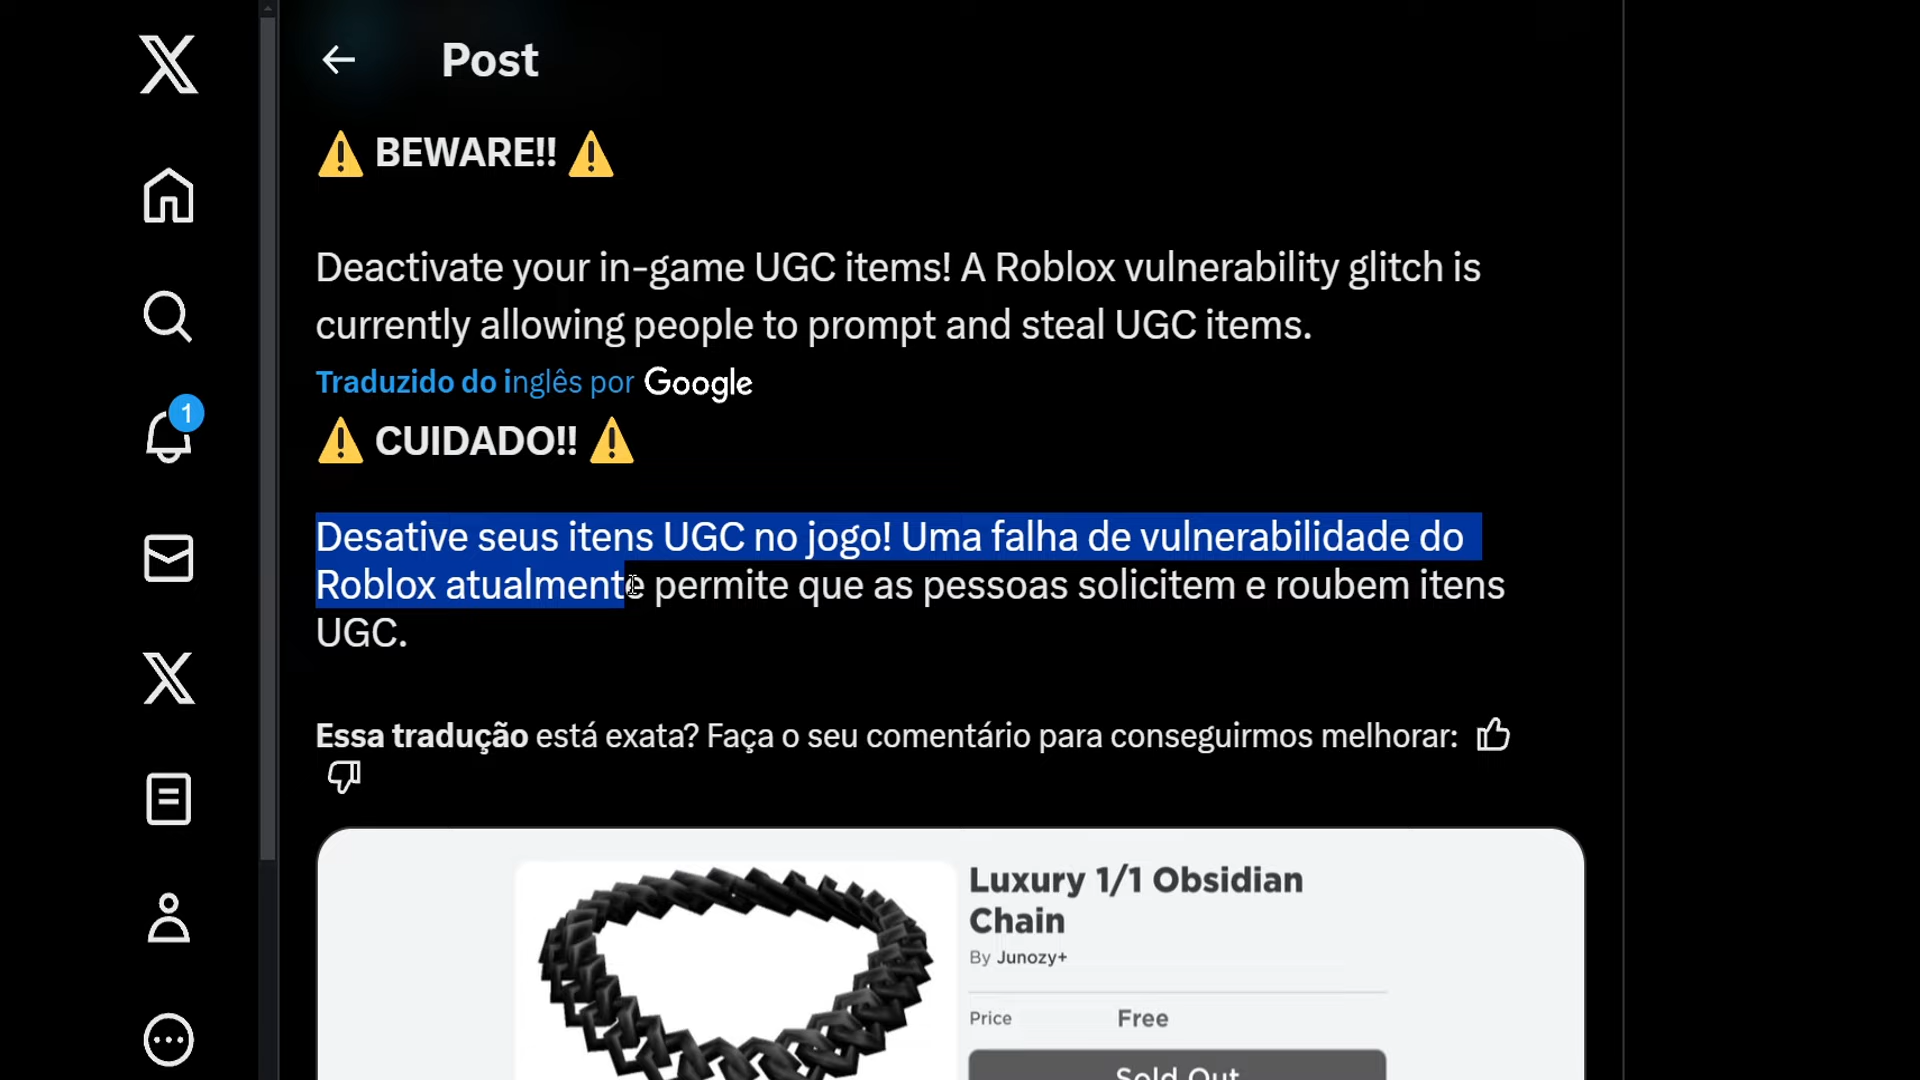 Post
⚠️ BEWARE!! ⚠️
Deactivate your in-game UGC items! A Roblox vulnerability glitch is
currently allowing people to prompt and steal UGC items.
Traduzido do inglês por Google
⚠️ CUIDADO!! ⚠️
1
Desative seus itens UGC no jogo! Uma falha de vulnerabilidade do
Roblox atualmente permite que as pessoas solicitem e roubem itens
UGC.
Essa tradução está exata? Faça o seu comentário para conseguirmos melhorar:
Luxury 1/1 Obsidian
Chain
By Junozy+
Price Free
Sold Out